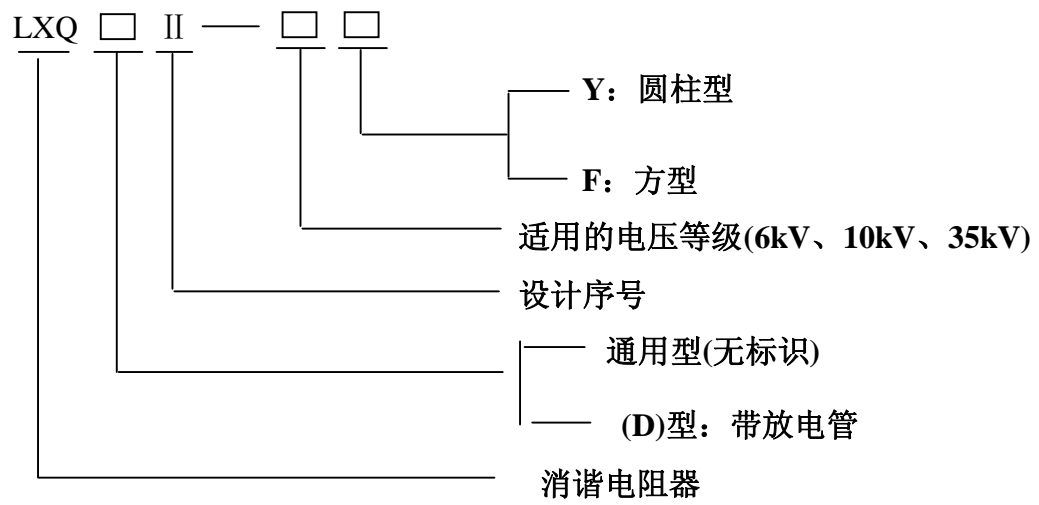 LXQ □ Ⅱ — □ □
Y：圆柱型
F：方型
适用的电压等级(6kV、10kV、35kV)
设计序号
通用型(无标识)
(D)型：带放电管
消谐电阻器